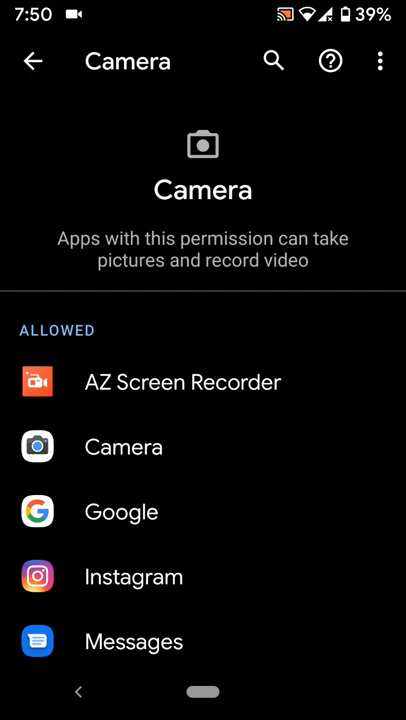 7:50
39%
Camera
Camera
Apps with this permission can take
pictures and record video
ALLOWED
AZ Screen Recorder
Camera
Google
Instagram
Messages